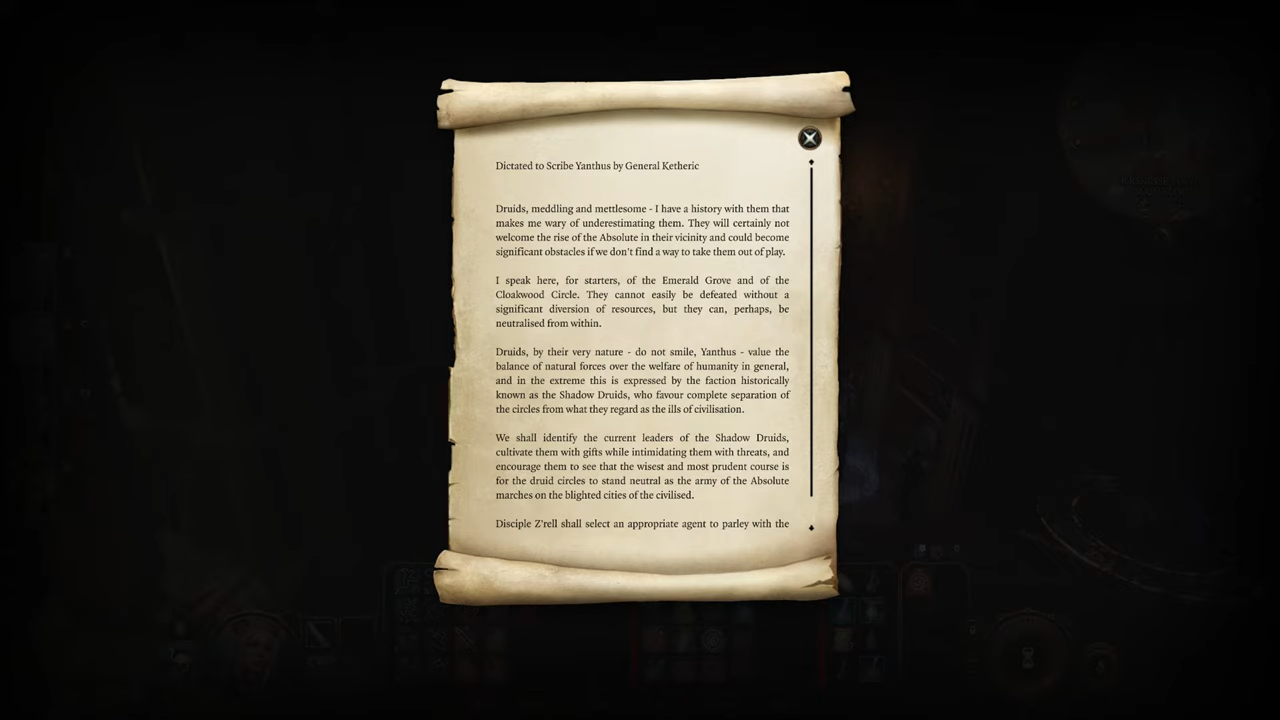 Dictated to Scribe Yanthus by General Ketheric
Druids, meddling and mettlesome - I have a history with them that
makes me wary of underestimating them. They will certainly not
welcome the rise of the Absolute in their vicinity and could become
significant obstacles if we don't find a way to take them out of play.
I speak here, for starters, of the Emerald Grove and of the
Cloakwood Circle. They cannot easily be defeated without a
significant diversion of resources, but they can, perhaps, be
neutralised from within.
Druids, by their very nature - do not smile, Yanthus - value the
balance of natural forces over the welfare of humanity in general,
and in the extreme this is expressed by the faction historically
known as the Shadow Druids, who favour complete separation of
the circles from what they regard as the ills of civilisation.
We shall identify the current leaders of the Shadow Druids,
cultivate them with gifts while intimidating them with threats, and
encourage them to see that the wisest and most prudent course is
for the druid circles to stand neutral as the army of the Absolute
marches on the blighted cities of the civilised.
Disciple Z'rell shall select an appropriate agent to parley with the